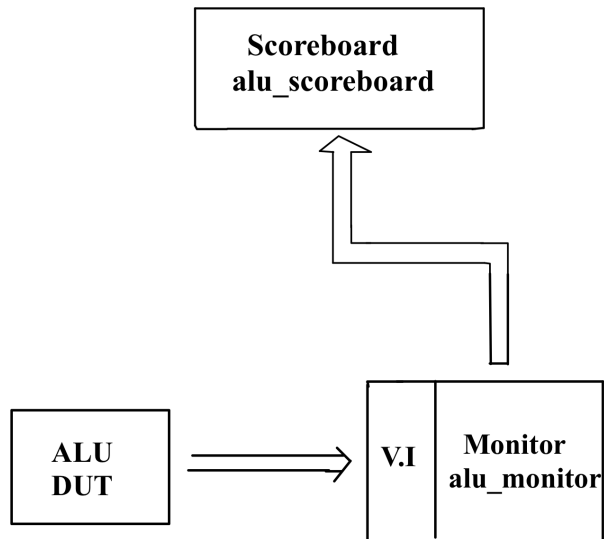 Scoreboard
alu_scoreboard
ALU
DUT
V.I
Monitor
alu_monitor